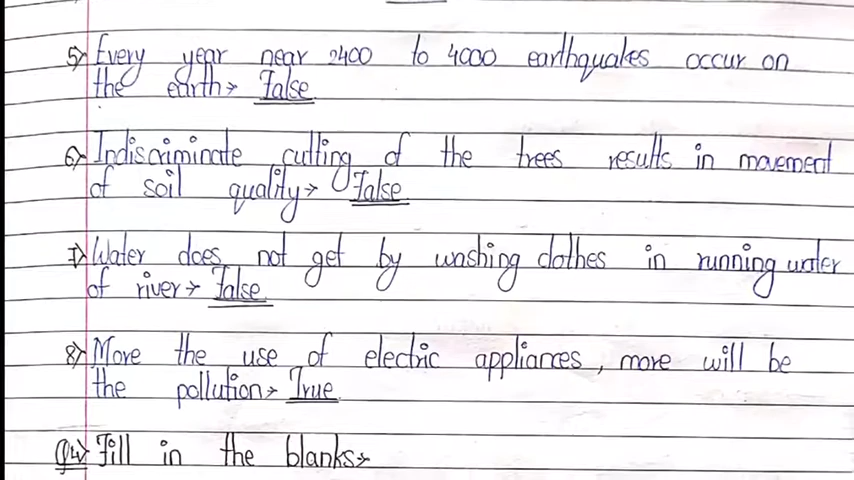 5) Every year near 2400 to 4000 earthquakes occur on
the earth → False
6) Indiscriminate cutting of the trees results in movement
of soil quality → False
7) Water does not get by washing clothes in running water
of river → False
8) More the use of electric appliances, more will be
the pollution → True
Q4) Fill in the blanks →